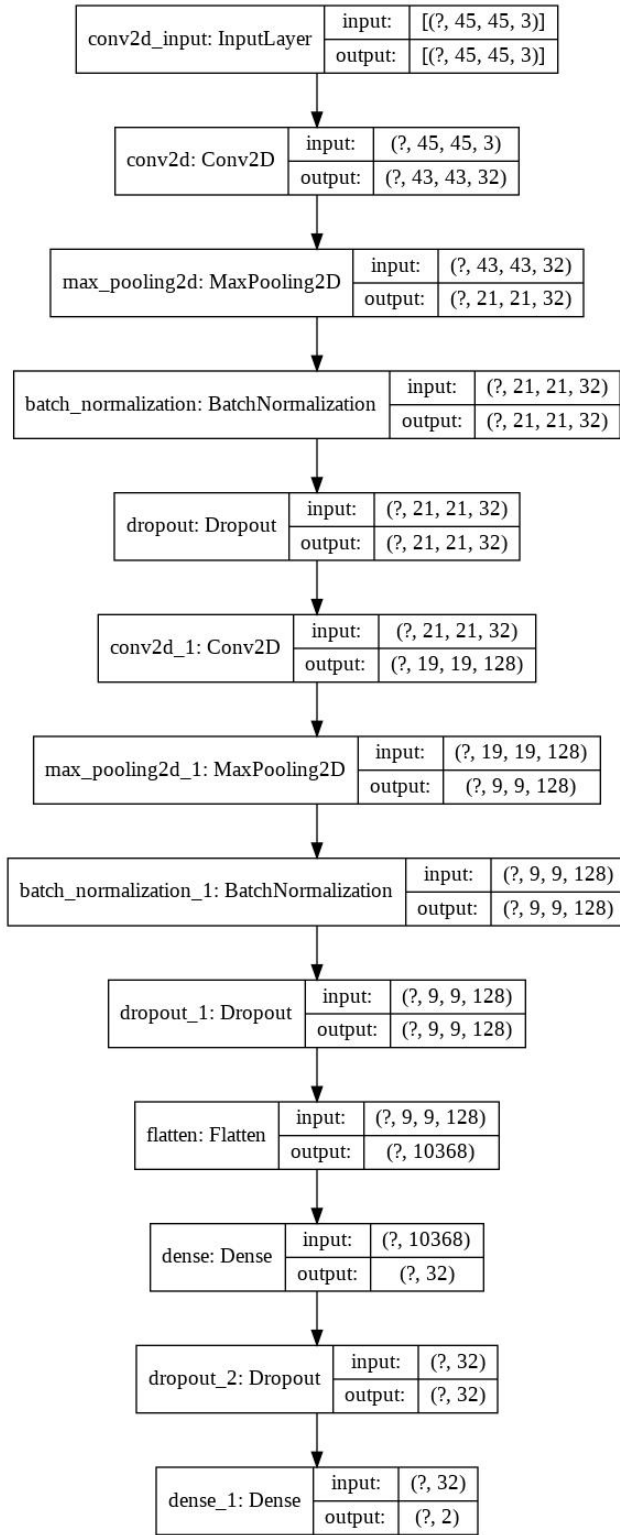 conv2d_input: InputLayer
input: [(?, 45, 45, 3)]
output: [(?, 45, 45, 3)]
conv2d: Conv2D
input: (?, 45, 45, 3)
output: (?, 43, 43, 32)
max_pooling2d: MaxPooling2D
input: (?, 43, 43, 32)
output: (?, 21, 21, 32)
batch_normalization: BatchNormalization
input: (?, 21, 21, 32)
output: (?, 21, 21, 32)
dropout: Dropout
input: (?, 21, 21, 32)
output: (?, 21, 21, 32)
conv2d_1: Conv2D
input: (?, 21, 21, 32)
output: (?, 19, 19, 128)
max_pooling2d_1: MaxPooling2D
input: (?, 19, 19, 128)
output: (?, 9, 9, 128)
batch_normalization_1: BatchNormalization
input: (?, 9, 9, 128)
output: (?, 9, 9, 128)
dropout_1: Dropout
input: (?, 9, 9, 128)
output: (?, 9, 9, 128)
flatten: Flatten
input: (?, 9, 9, 128)
output: (?, 10368)
dense: Dense
input: (?, 10368)
output: (?, 32)
dropout_2: Dropout
input: (?, 32)
output: (?, 32)
dense_1: Dense
input: (?, 32)
output: (?, 2)